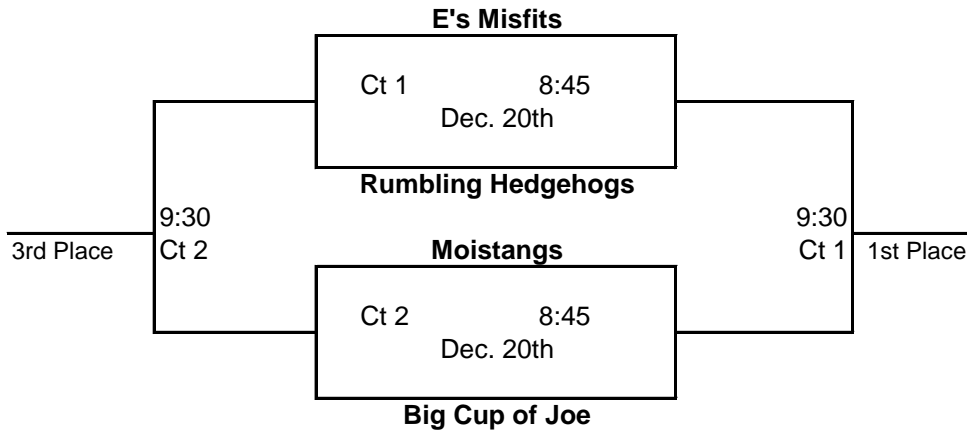 E's Misfits
Ct 1 8:45
Dec. 20th
Rumbling Hedgehogs
9:30 9:30
3rd Place Ct 2 Moistangs Ct 1 1st Place
Ct 2 8:45
Dec. 20th
Big Cup of Joe